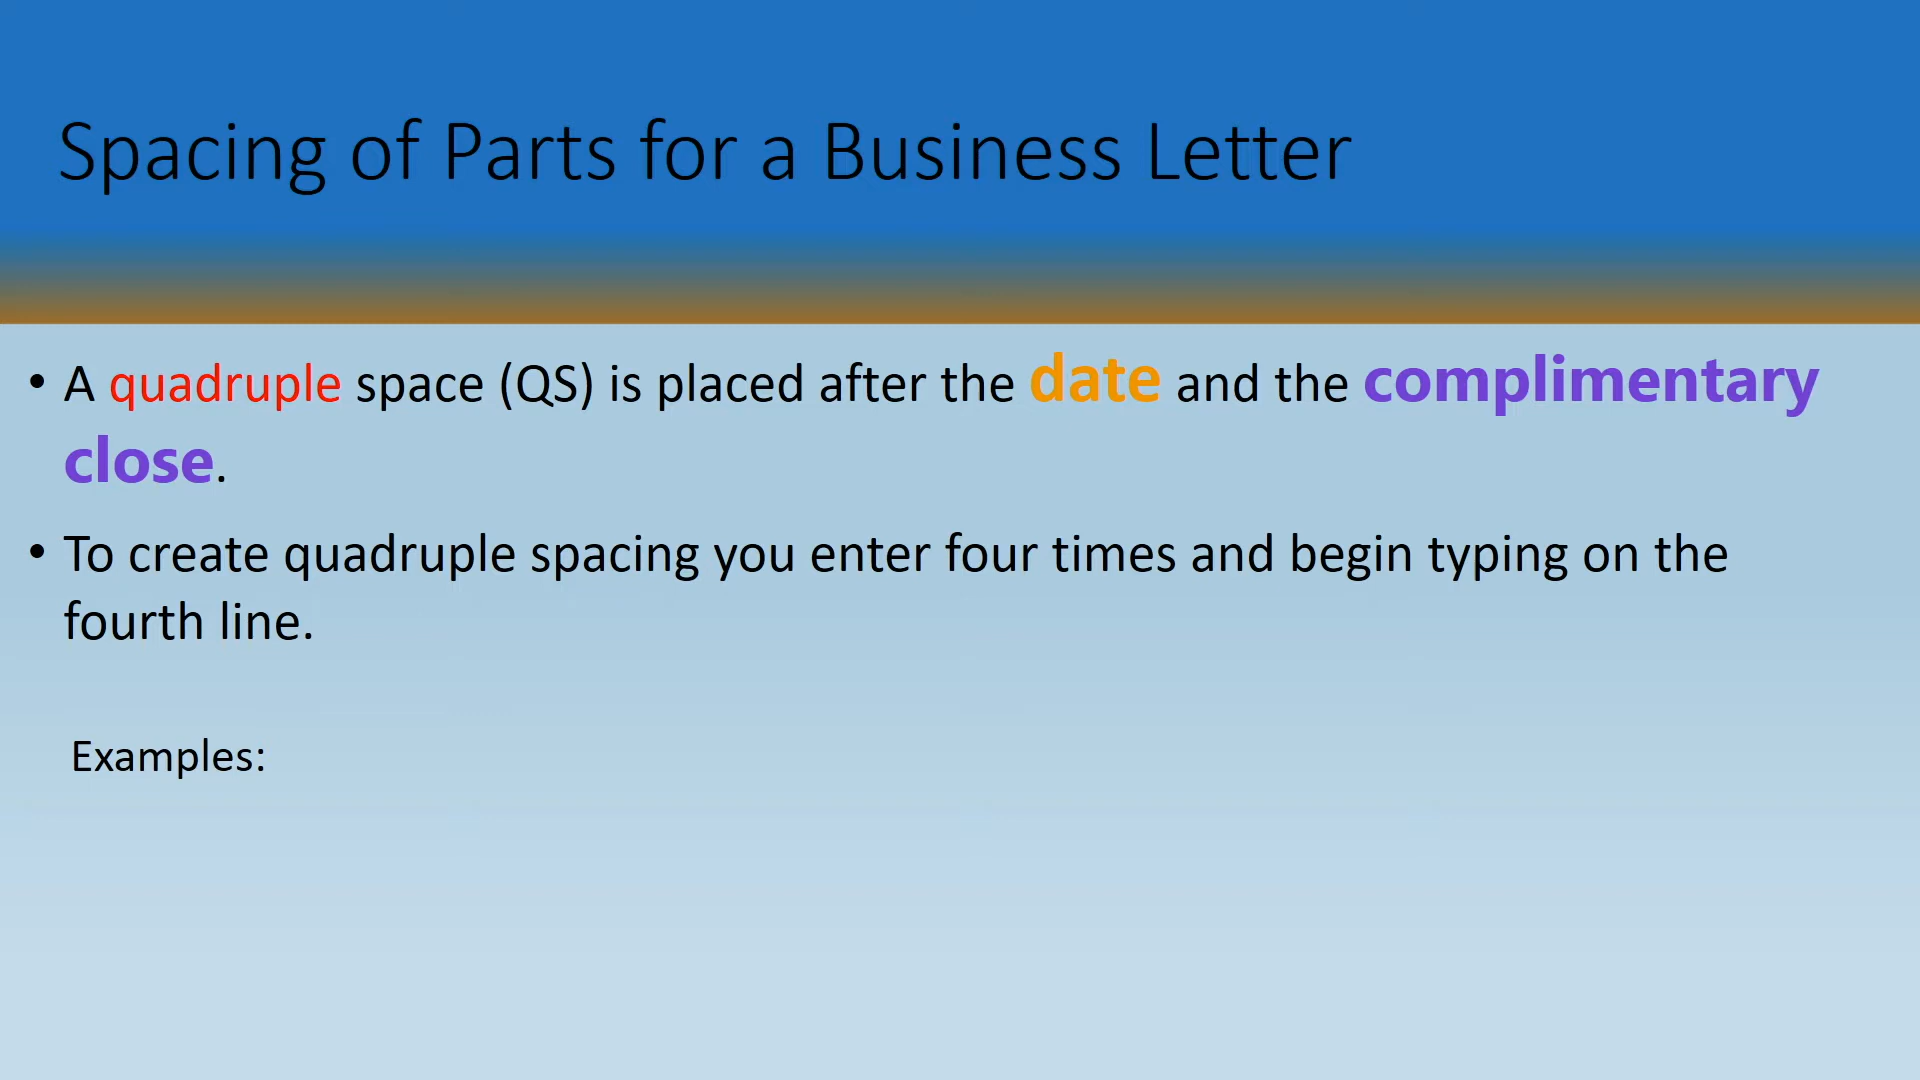 Spacing of Parts for a Business Letter
• A quadruple space (QS) is placed after the date and the complimentary
close.
• To create quadruple spacing you enter four times and begin typing on the
fourth line.
Examples: